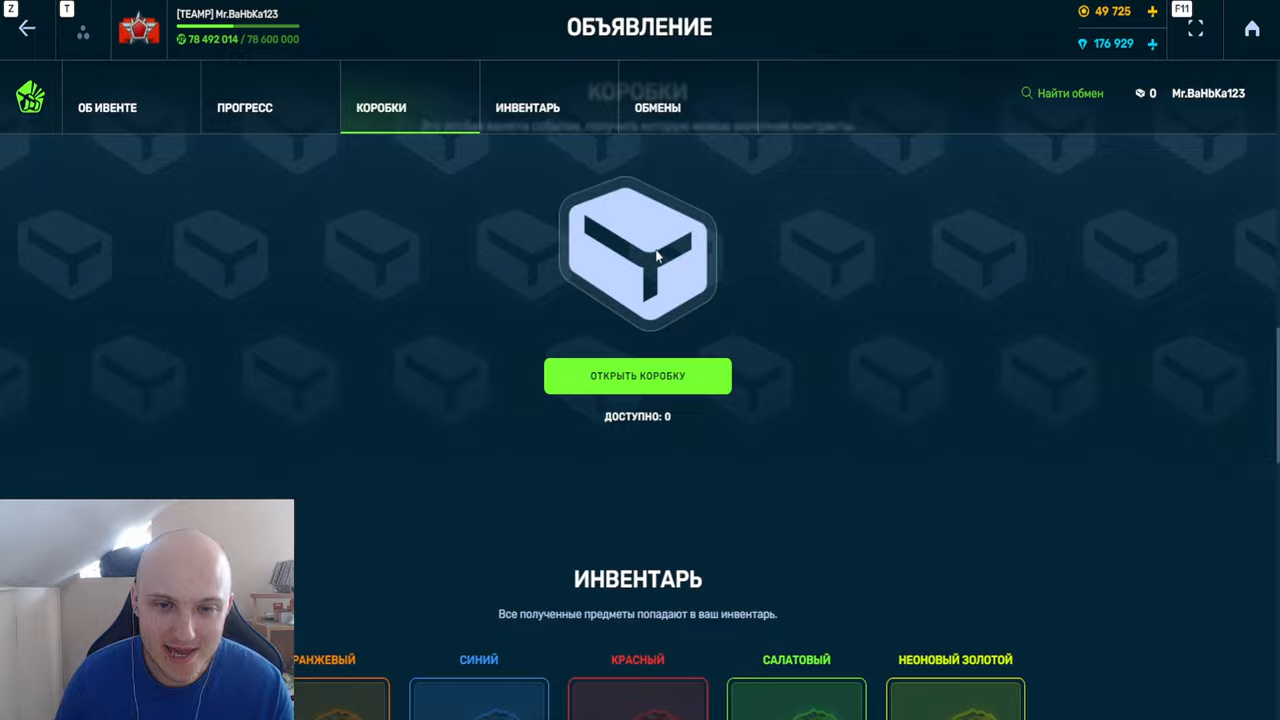 Z
T
[TEAMP] Mr.BaHbKa123
78 492 014 / 78 600 000
ОБЪЯВЛЕНИЕ
49 725
176 929
F11
ОБ ИВЕНТЕ
ПРОГРЕСС
КОРОБКИ
ИНВЕНТАРЬ
ОБМЕНЫ
КОРОБКИ
Найти обмен
0
Mr.BaHbKa123
ОТКРЫТЬ КОРОБКУ
ДОСТУПНО: 0
ИНВЕНТАРЬ
Все полученные предметы попадают в ваш инвентарь.
РАНЖЕВЫЙ
СИНИЙ
КРАСНЫЙ
САЛАТОВЫЙ
НЕОНОВЫЙ ЗОЛОТОЙ